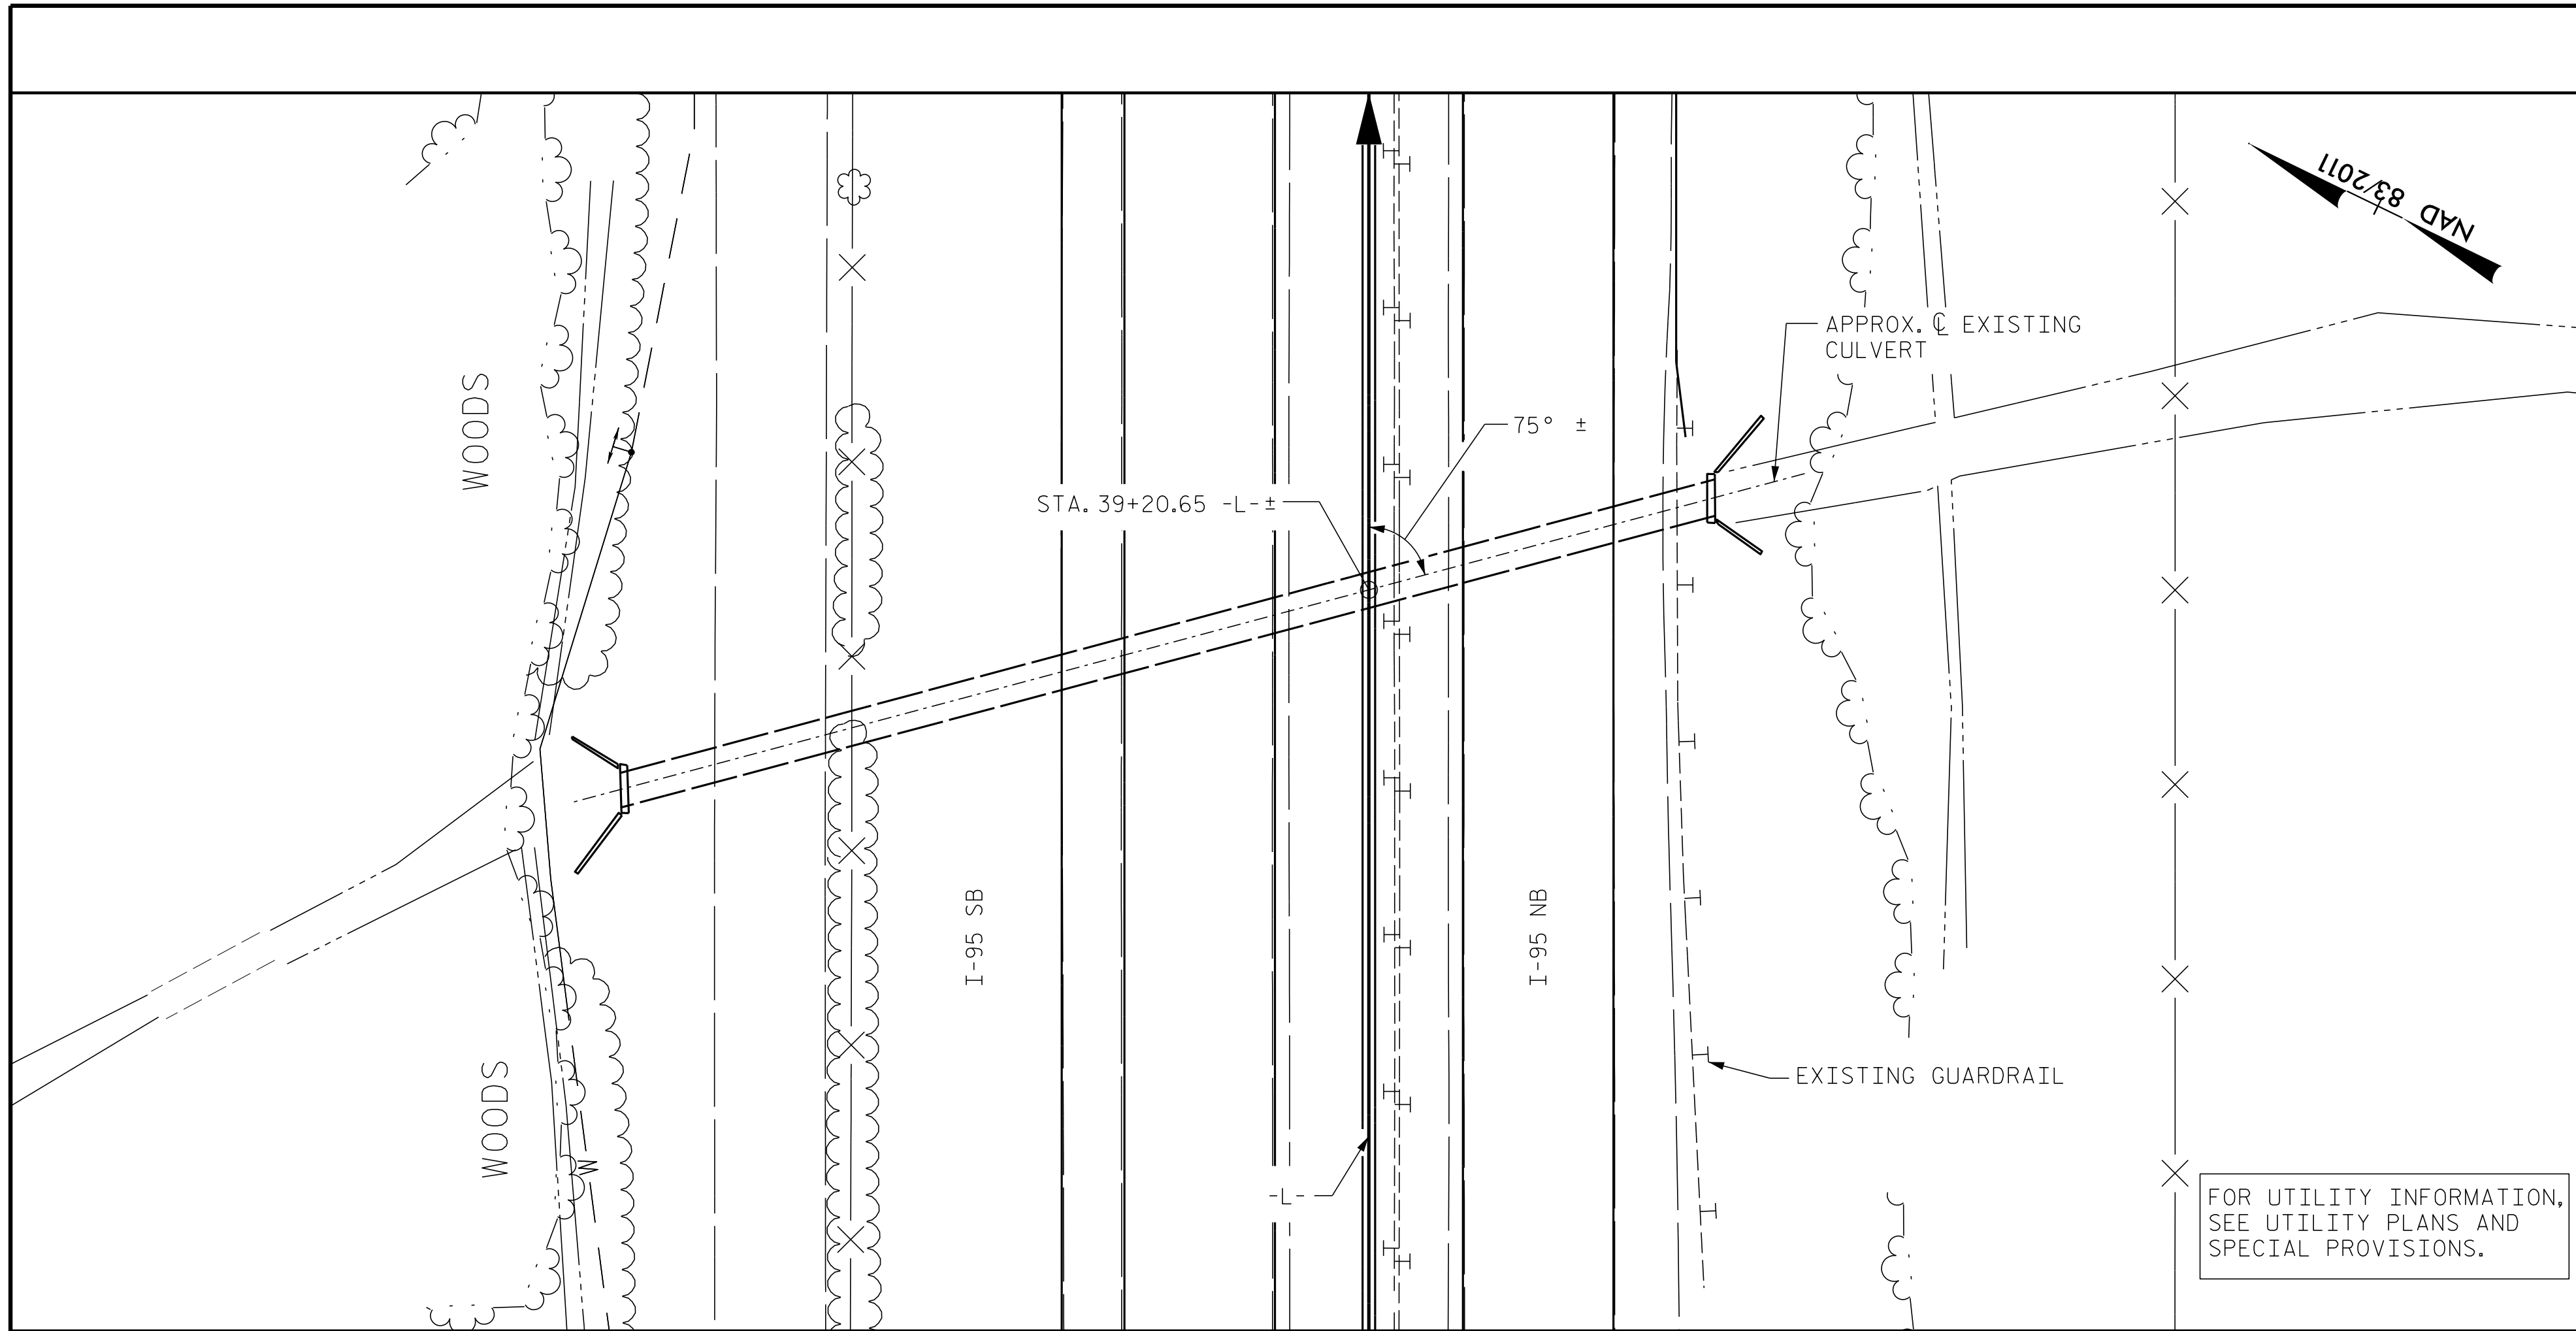 NAD 83/2011
APPROX. ℄ EXISTING
CULVERT
75° ±
WOODS
STA. 39+20.65 -L-±
I-95 SB
I-95 NB
EXISTING GUARDRAIL
WOODS
W
-L-
FOR UTILITY INFORMATION,
SEE UTILITY PLANS AND
SPECIAL PROVISIONS.